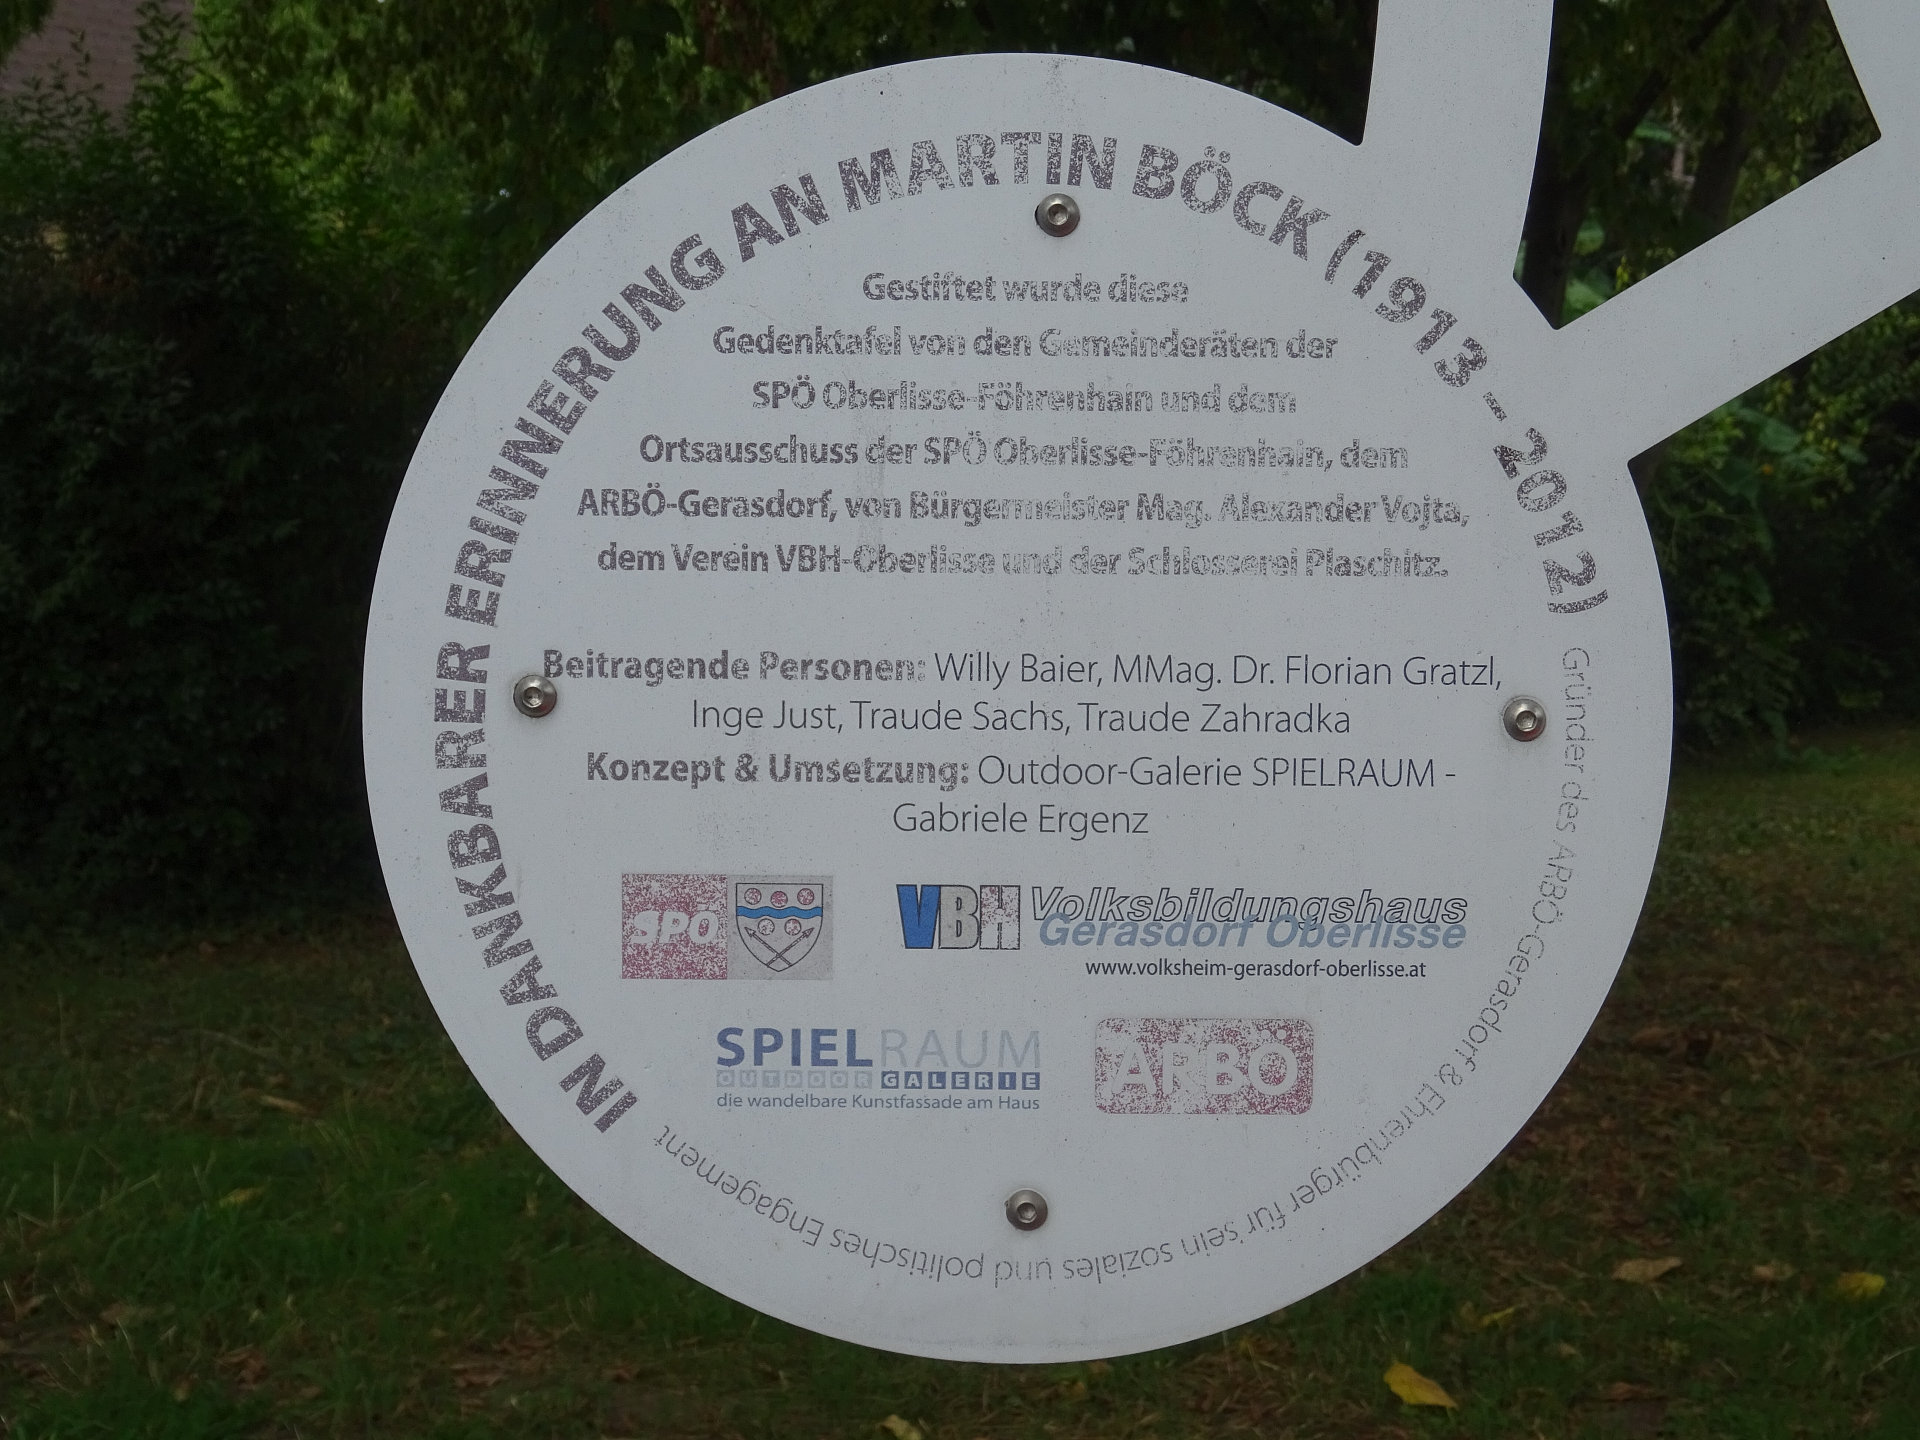 IN DANKBARER ERINNERUNG AN MARTIN BÖCK (1913 – 2012)
Gründer des ARBÖ-Gerasdorf & Ehrenbürger für sein soziales und politisches Engagement
Gestiftet wurde diese
Gedenktafel von den Gemeinderäten der
SPÖ Oberlisse-Föhrenhain und dem
Ortsausschuss der SPÖ Oberlisse-Föhrenhain, dem
ARBÖ-Gerasdorf, von Bürgermeister Mag. Alexander Vojta,
dem Verein VBH-Oberlisse und der Schlosserei Plaschitz.
Beitragende Personen: Willy Baier, MMag. Dr. Florian Gratzl,
Inge Just, Traude Sachs, Traude Zahradka
Konzept & Umsetzung: Outdoor-Galerie SPIELRAUM -
Gabriele Ergenz
SPÖ
VBH Volksbildungshaus
Gerasdorf Oberlisse
www.volksheim-gerasdorf-oberlisse.at
SPIELRAUM
OUTDOOR GALERIE
die wandelbare Kunstfassade am Haus
ARBÖ